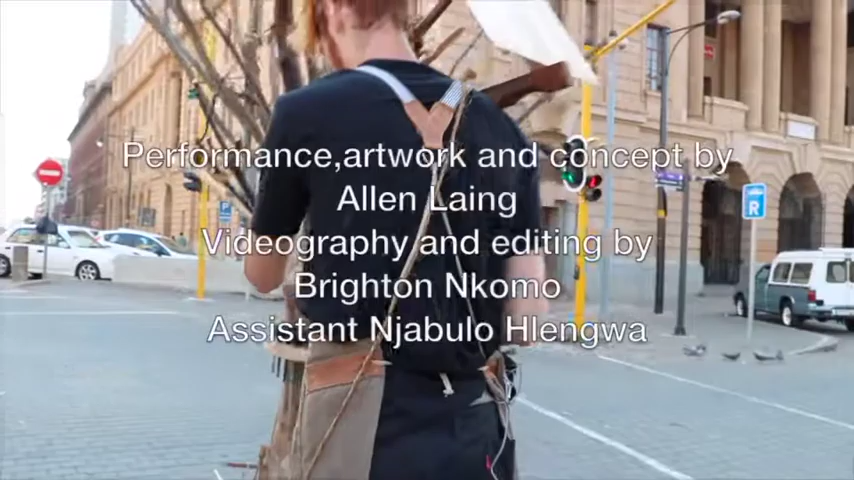 Performance,artwork and concept by
Allen Laing
Videography and editing by
Brighton Nkomo
Assistant Njabulo Hlengwa
R